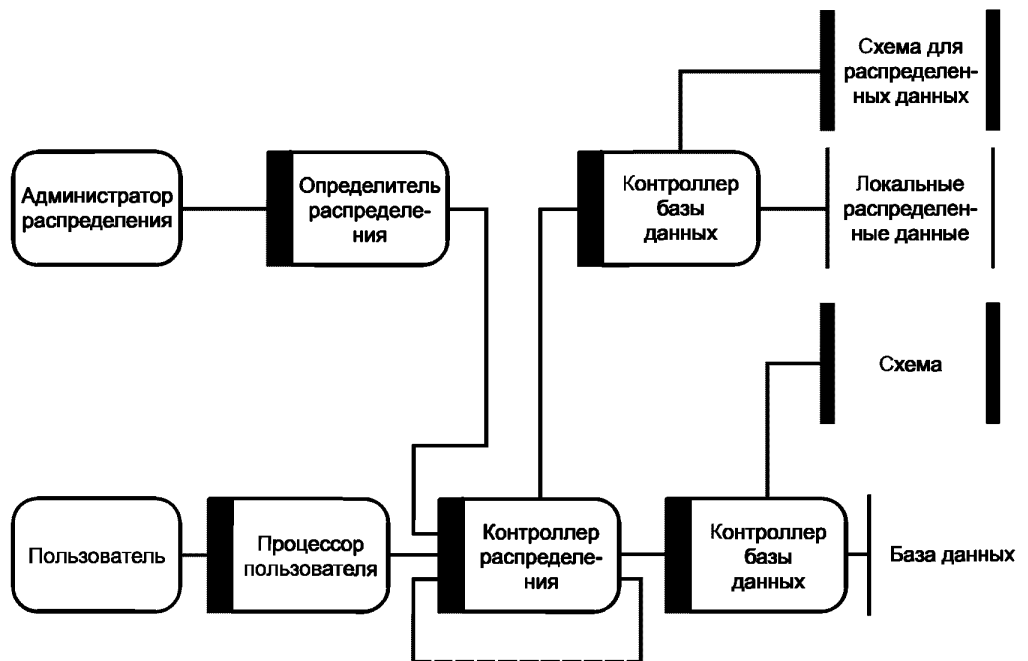 Схема для
распределен-
ных данных
Администратор
распределения
Определитель
распределе-
ния
Контроллер
базы
данных
Локальные
распределен-
ные данные
Схема
Пользователь
Процессор
пользователя
Контроллер
распределе-
ния
Контроллер
базы
данных
База данных